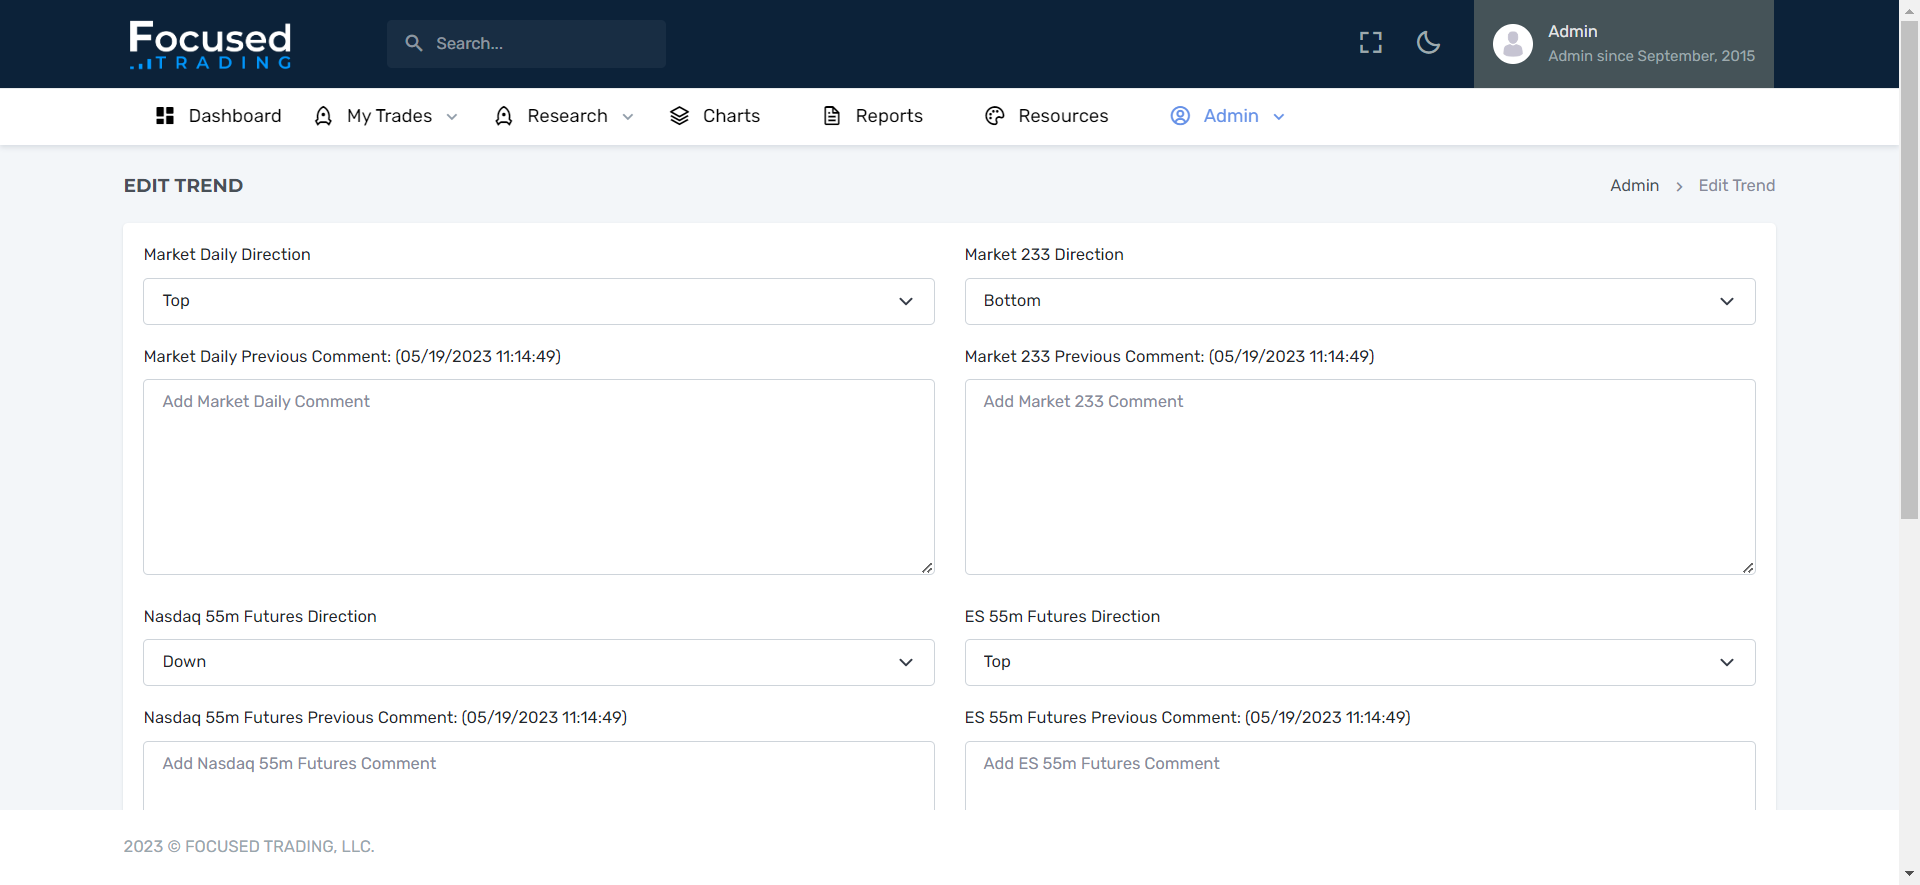 Focused
TRADING
Search...
Admin
Admin since September, 2015
Dashboard
My Trades
Research
Charts
Reports
Resources
Admin
EDIT TREND
Admin > Edit Trend
Market Daily Direction
Top
Market 233 Direction
Bottom
Market Daily Previous Comment: (05/19/2023 11:14:49)
Add Market Daily Comment
Market 233 Previous Comment: (05/19/2023 11:14:49)
Add Market 233 Comment
Nasdaq 55m Futures Direction
Down
ES 55m Futures Direction
Top
Nasdaq 55m Futures Previous Comment: (05/19/2023 11:14:49)
Add Nasdaq 55m Futures Comment
ES 55m Futures Previous Comment: (05/19/2023 11:14:49)
Add ES 55m Futures Comment
2023 © FOCUSED TRADING, LLC.